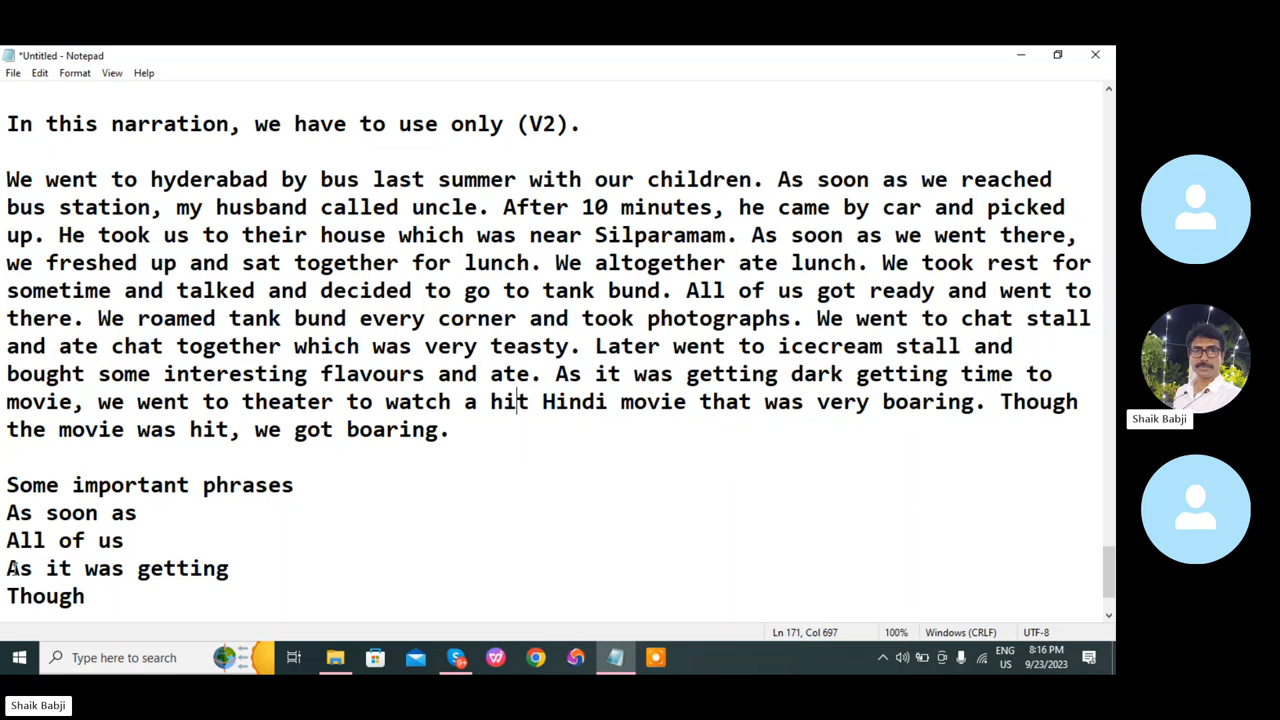 *Untitled - Notepad
File Edit Format View Help
In this narration, we have to use only (V2).
We went to hyderabad by bus last summer with our children. As soon as we reached
bus station, my husband called uncle. After 10 minutes, he came by car and picked
up. He took us to their house which was near Silparamam. As soon as we went there,
we freshed up and sat together for lunch. We altogether ate lunch. We took rest for
sometime and talked and decided to go to tank bund. All of us got ready and went to
there. We roamed tank bund every corner and took photographs. We went to chat stall
and ate chat together which was very teasty. Later went to icecream stall and
bought some interesting flavours and ate. As it was getting dark getting time to
movie, we went to theater to watch a hit Hindi movie that was very boaring. Though
the movie was hit, we got boaring.
Some important phrases
As soon as
All of us
As it was getting
Though
Shaik Babji
Ln 171, Col 697 100% Windows (CRLF) UTF-8
Type here to search
ENG
US
8:16 PM
9/23/2023
Shaik Babji